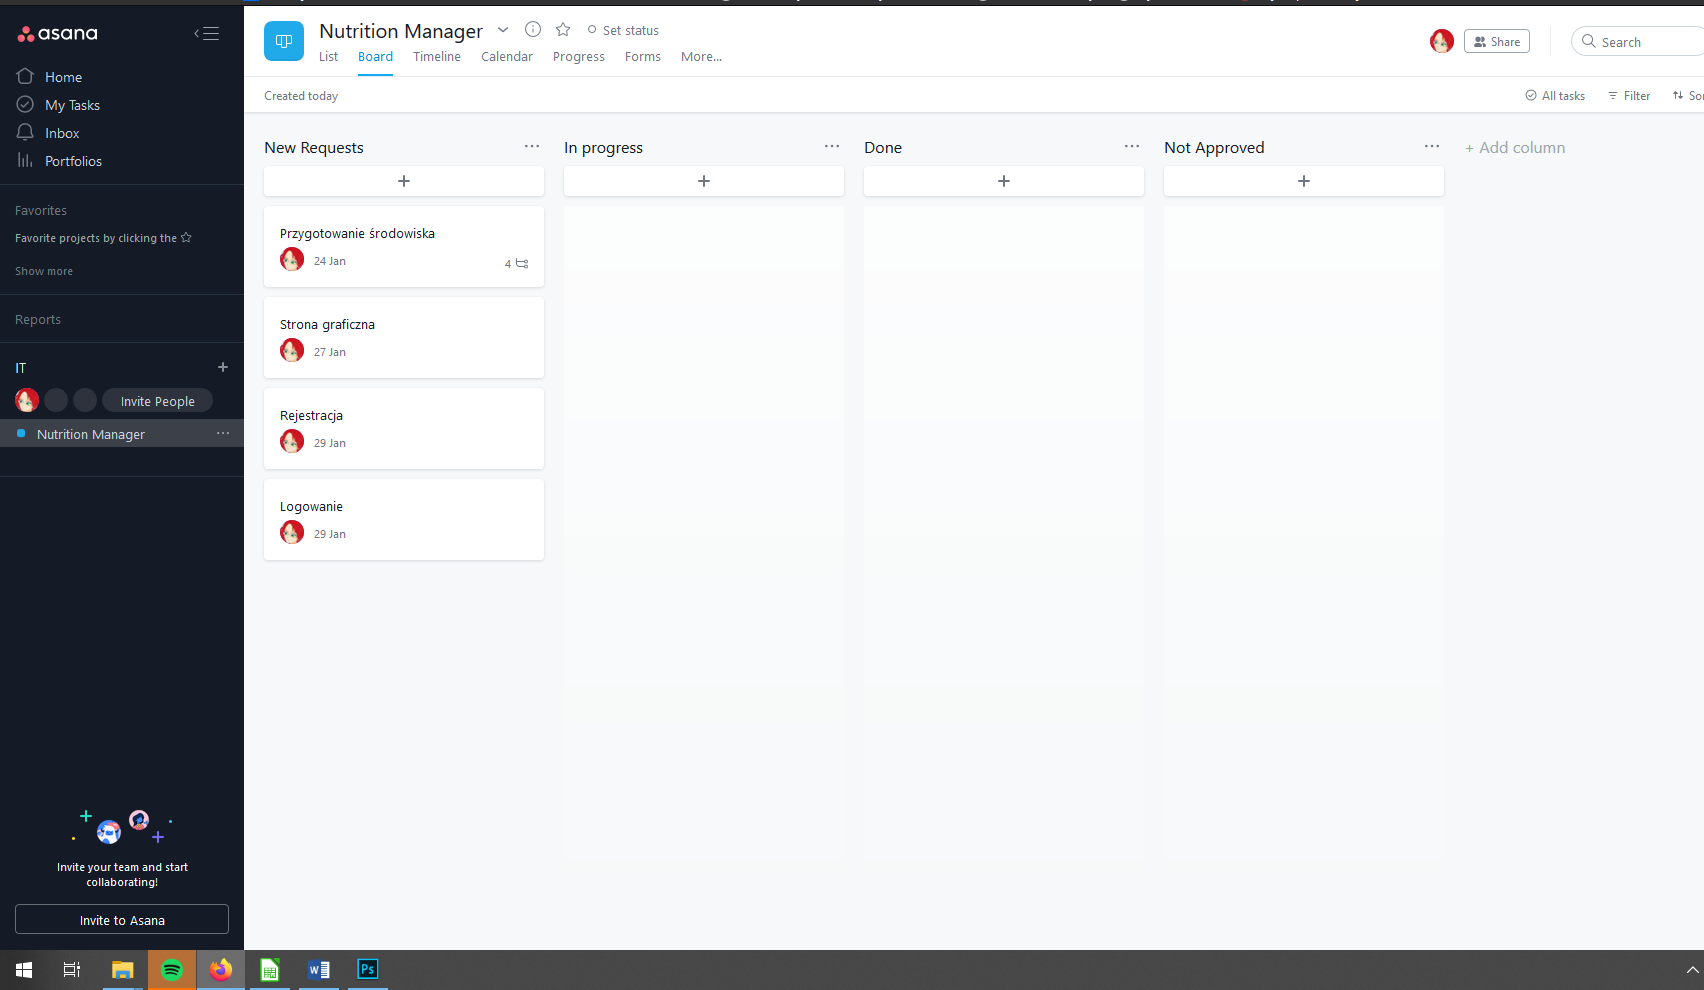 asana
Home
My Tasks
Inbox
Portfolios
Favorites
Favorite projects by clicking the
Show more
Reports
IT
Invite People
Nutrition Manager
Invite your team and start
collaborating!
Invite to Asana
Nutrition Manager
Set status
List Board Timeline Calendar Progress Forms More...
Share
Search
Created today
All tasks
Filter
New Requests
Przygotowanie środowiska
24 Jan
4
Strona graficzna
27 Jan
Rejestracja
29 Jan
Logowanie
29 Jan
In progress
Done
Not Approved
+ Add column
W
Ps